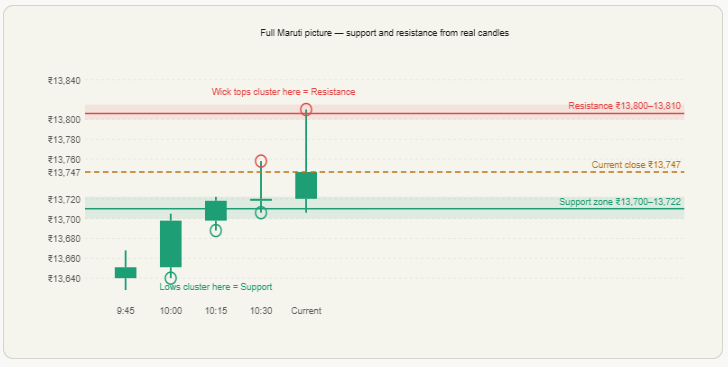 Full Maruti picture — support and resistance from real candles
₹13,840
Wick tops cluster here = Resistance
Resistance ₹13,800–13,810
₹13,800
₹13,780
₹13,760
Current close ₹13,747
₹13,747
₹13,720
Support zone ₹13,700–13,722
₹13,700
₹13,680
₹13,660
₹13,640
Lows cluster here = Support
9:45 10:00 10:15 10:30 Current